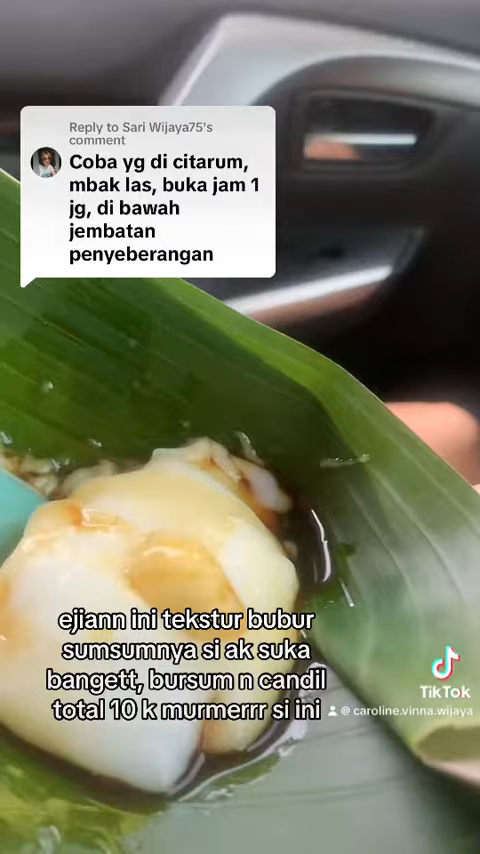 Reply to Sari Wijaya75's
comment
Coba yg di citarum,
mbak las, buka jam 1
jg, di bawah
jembatan
penyeberangan
ejiann ini tekstur bubur
sumsumnya si ak suka
bangett, bursum n candil
total 10 k murmerrr si ini
TikTok
@ caroline.vinna.wijaya